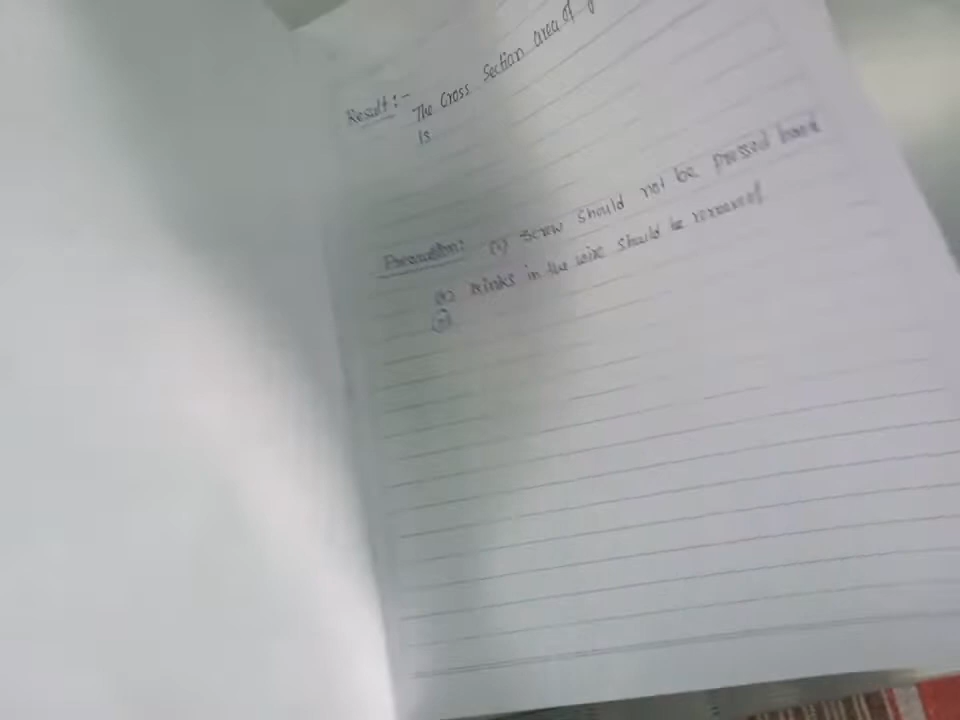 Result :-
The Cross Section area of
is
Precaution: (i) Screw should not be pressed hard
(ii) Kinks in the wire should be removed
(iii)